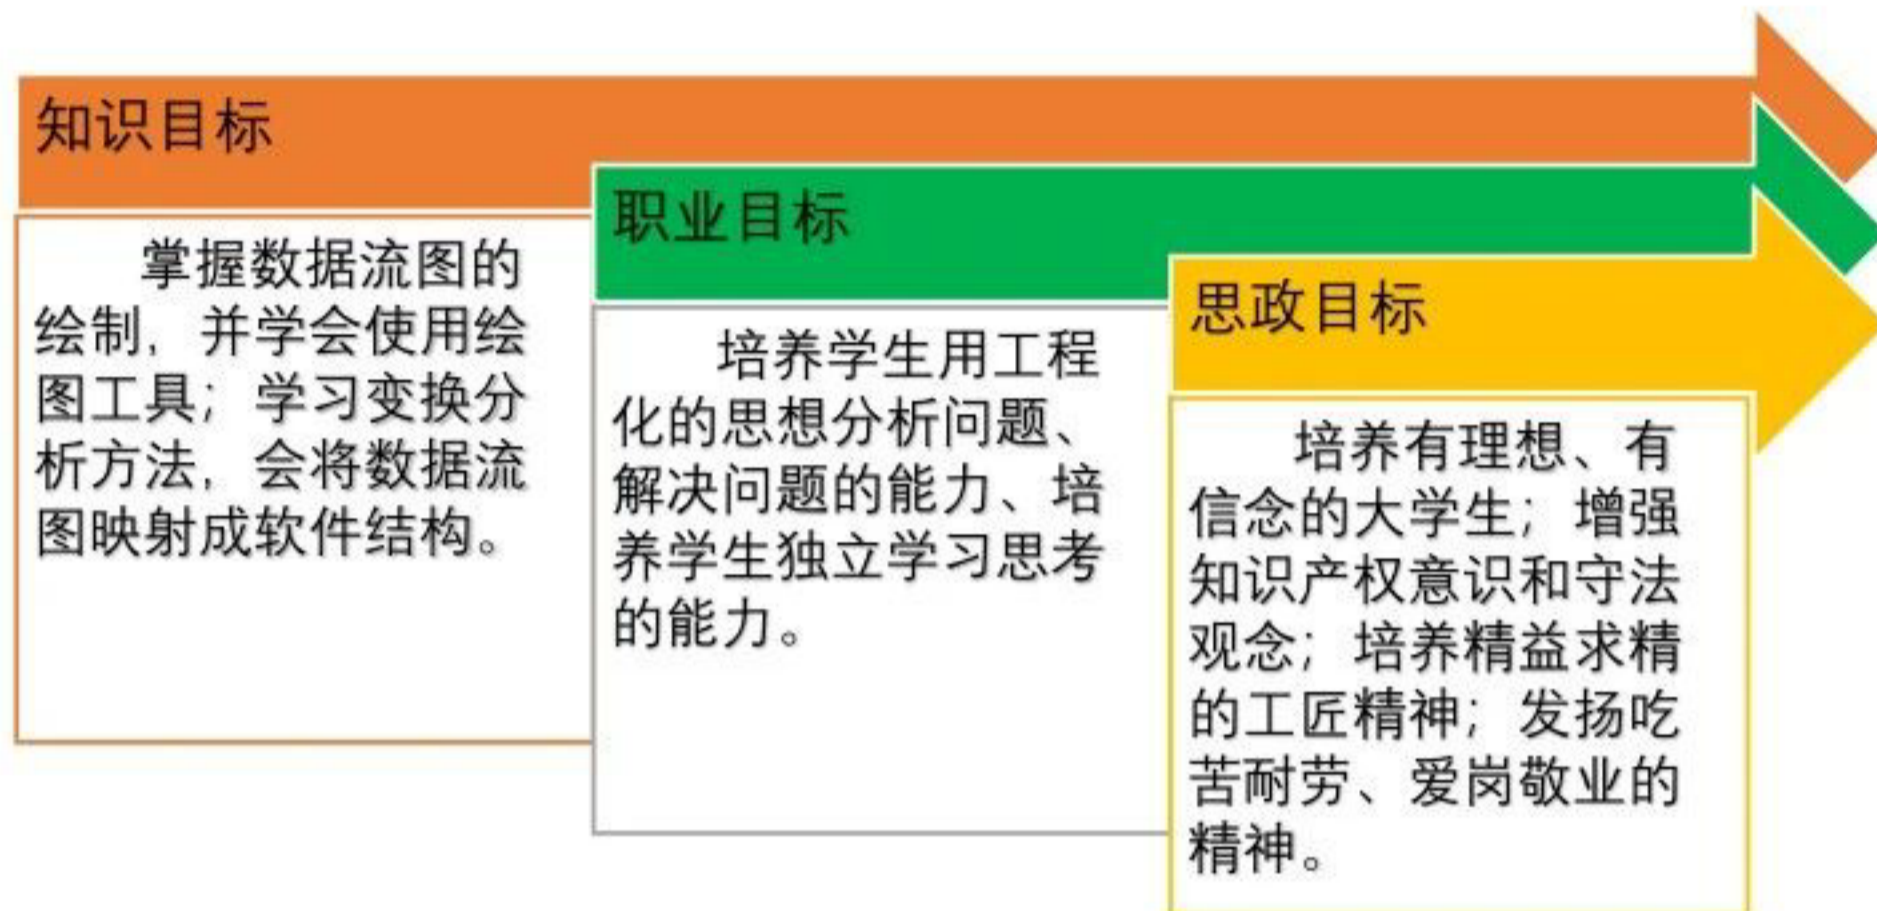 知识目标
掌握数据流图的
绘制，并学会使用绘
图工具；学习变换分
析方法，会将数据流
图映射成软件结构。
职业目标
培养学生用工程
化的思想分析问题、
解决问题的能力、培
养学生独立学习思考
的能力。
思政目标
培养有理想、有
信念的大学生；增强
知识产权意识和守法
观念；培养精益求精
的工匠精神；发扬吃
苦耐劳、爱岗敬业的
精神。